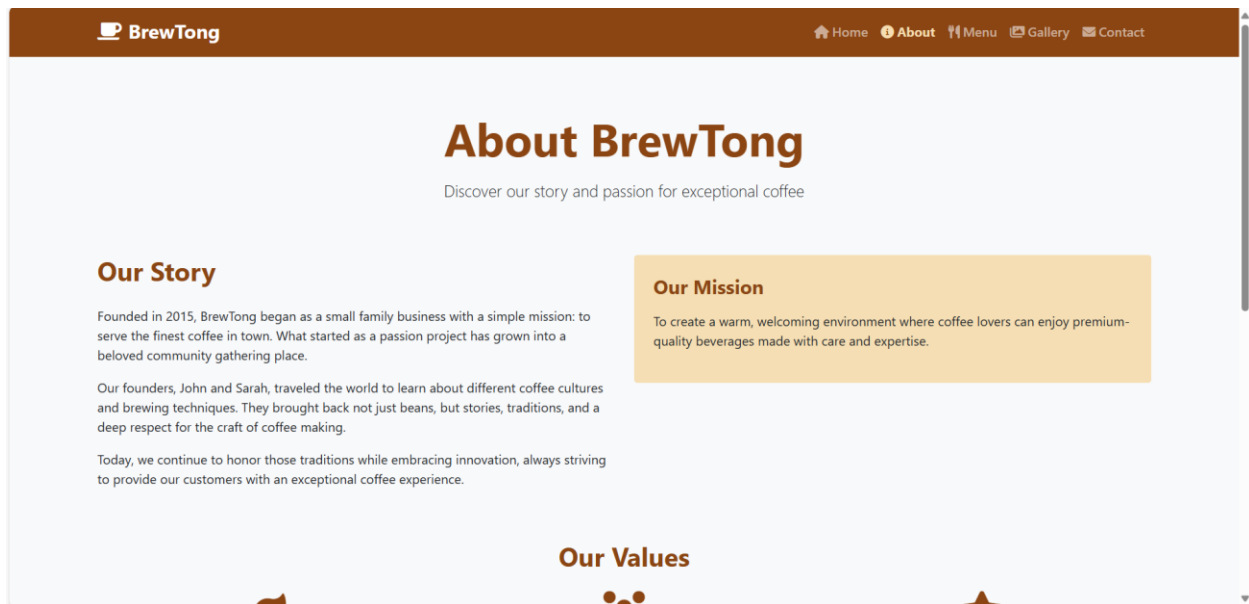 BrewTong
Home About Menu Gallery Contact
About BrewTong
Discover our story and passion for exceptional coffee
Our Story
Founded in 2015, BrewTong began as a small family business with a simple mission: to
serve the finest coffee in town. What started as a passion project has grown into a
beloved community gathering place.
Our founders, John and Sarah, traveled the world to learn about different coffee cultures
and brewing techniques. They brought back not just beans, but stories, traditions, and a
deep respect for the craft of coffee making.
Today, we continue to honor those traditions while embracing innovation, always striving
to provide our customers with an exceptional coffee experience.
Our Mission
To create a warm, welcoming environment where coffee lovers can enjoy premium-
quality beverages made with care and expertise.
Our Values